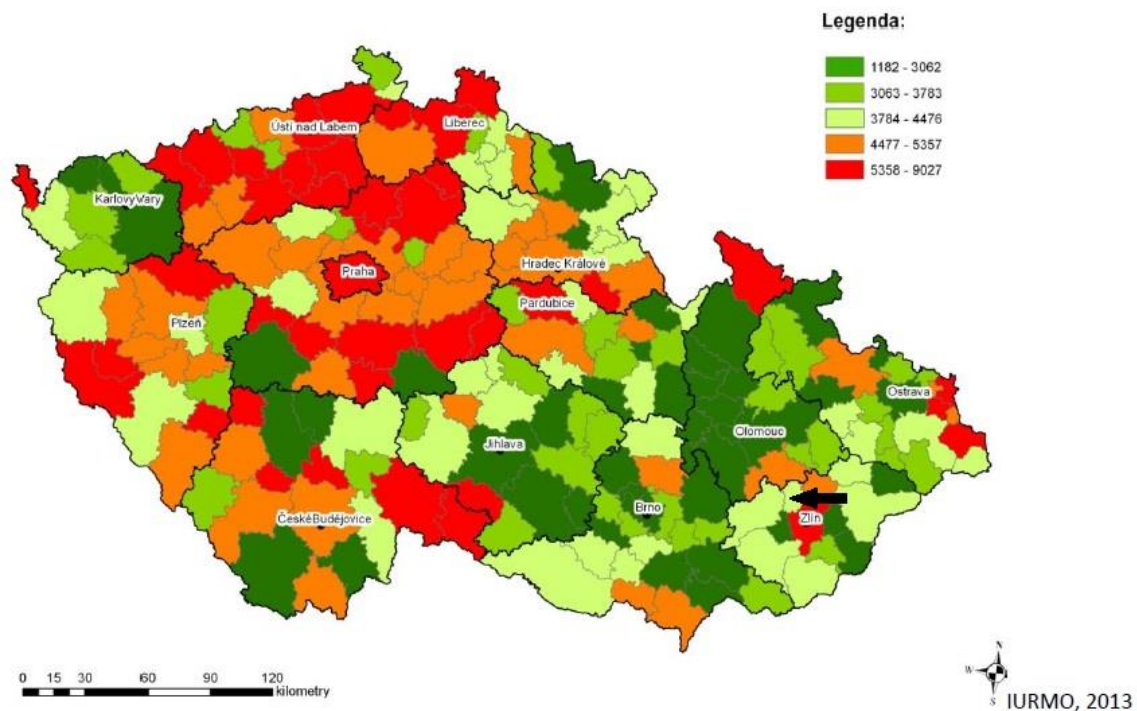 Legenda:
1182 - 3062
3063 - 3783
3784 - 4476
4477 - 5357
5358 - 9027
Ústí nad Labem
Liberec
KarlovyVary
Praha
Hradec Králové
Pardubice
Plzeň
Ostrava
Olomouc
Jihlava
Brno
Zlín
ČeskéBudějovice
0 15 30 60 90 120
kilometry
N
W
S
IURMO, 2013